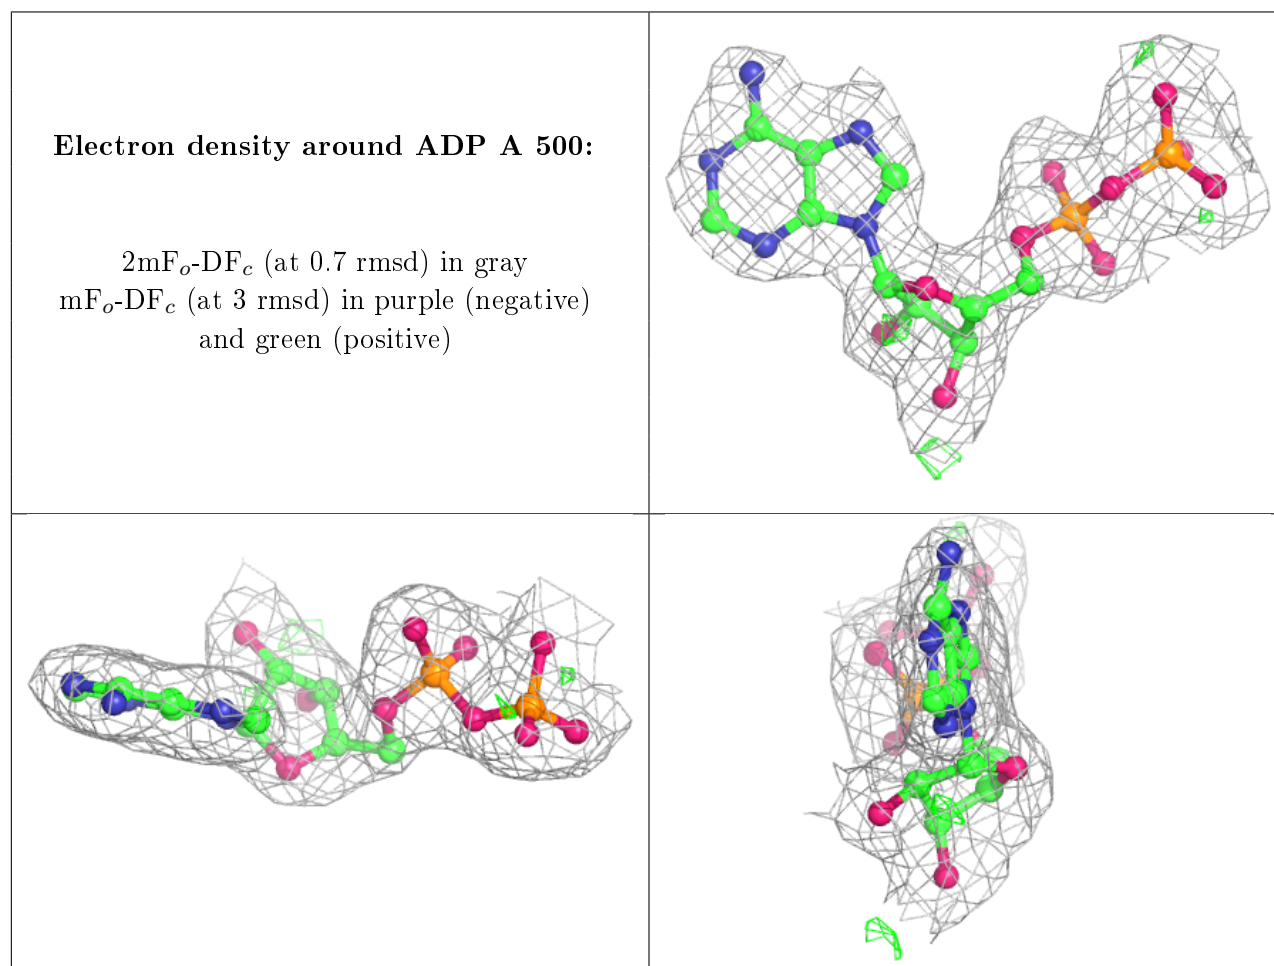 Electron density around ADP A 500:
2mFo-DFc (at 0.7 rmsd) in gray
mFo-DFc (at 3 rmsd) in purple (negative)
and green (positive)